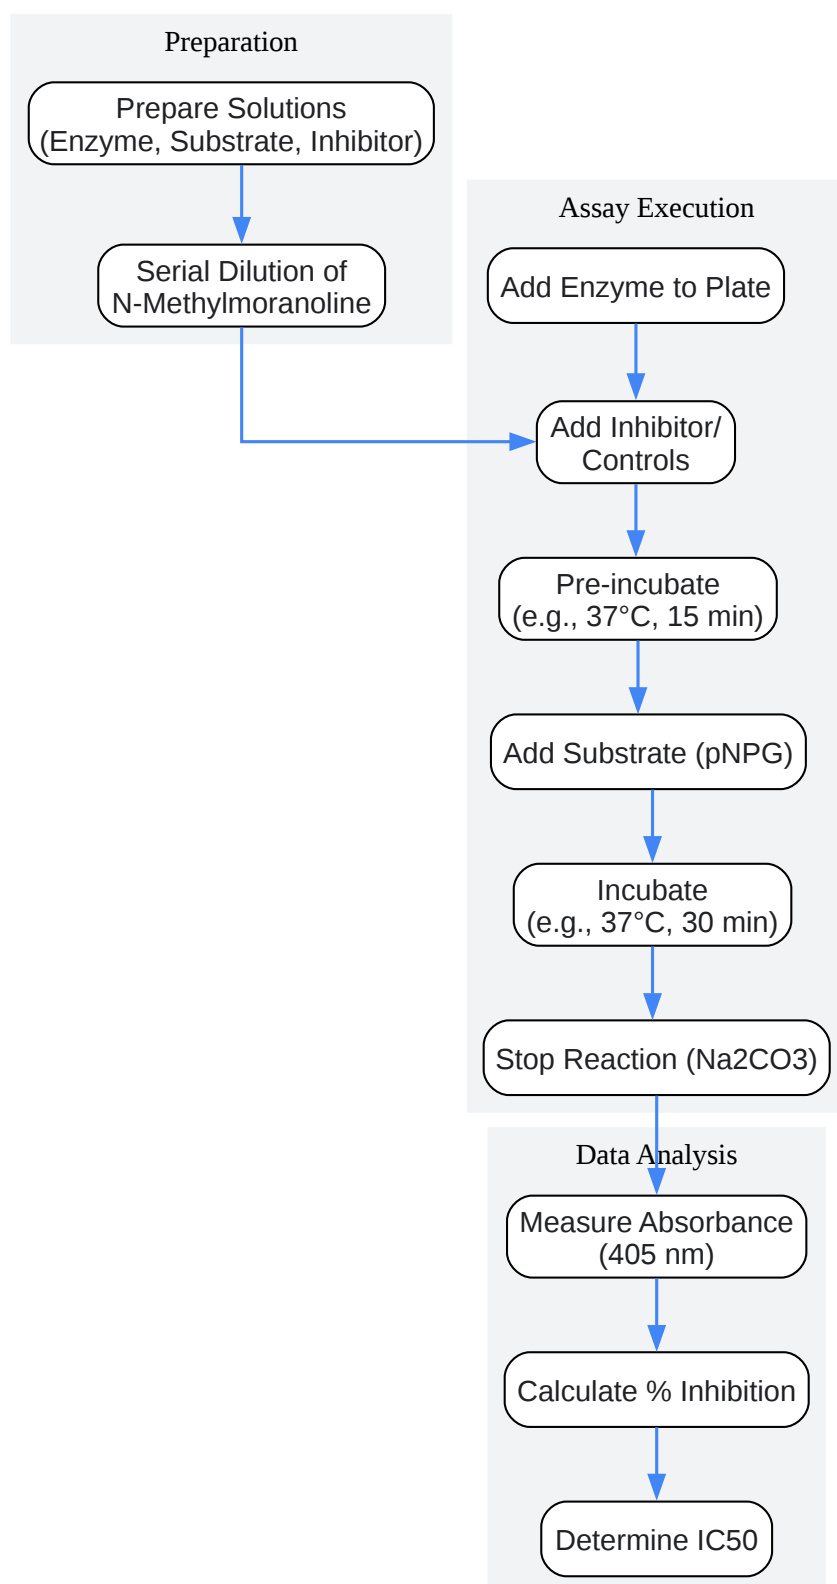 Preparation
Prepare Solutions
(Enzyme, Substrate, Inhibitor)
Serial Dilution of
N-Methylmoranoline
Assay Execution
Add Enzyme to Plate
Add Inhibitor/
Controls
Pre-incubate
(e.g., 37°C, 15 min)
Add Substrate (pNPG)
Incubate
(e.g., 37°C, 30 min)
Stop Reaction (Na2CO3)
Data Analysis
Measure Absorbance
(405 nm)
Calculate % Inhibition
Determine IC50